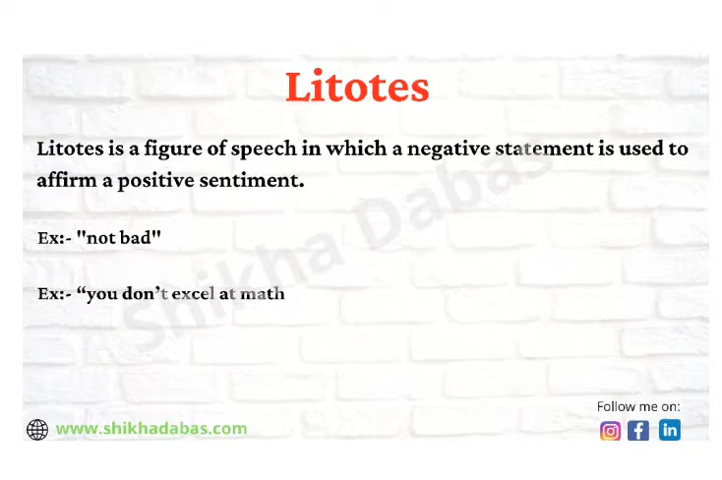 Litotes
Litotes is a figure of speech in which a negative statement is used to
affirm a positive sentiment.
Ex:- "not bad"
Ex:- “you don’t excel at math
Shikha Dabas
Follow me on:
www.shikhadabas.com